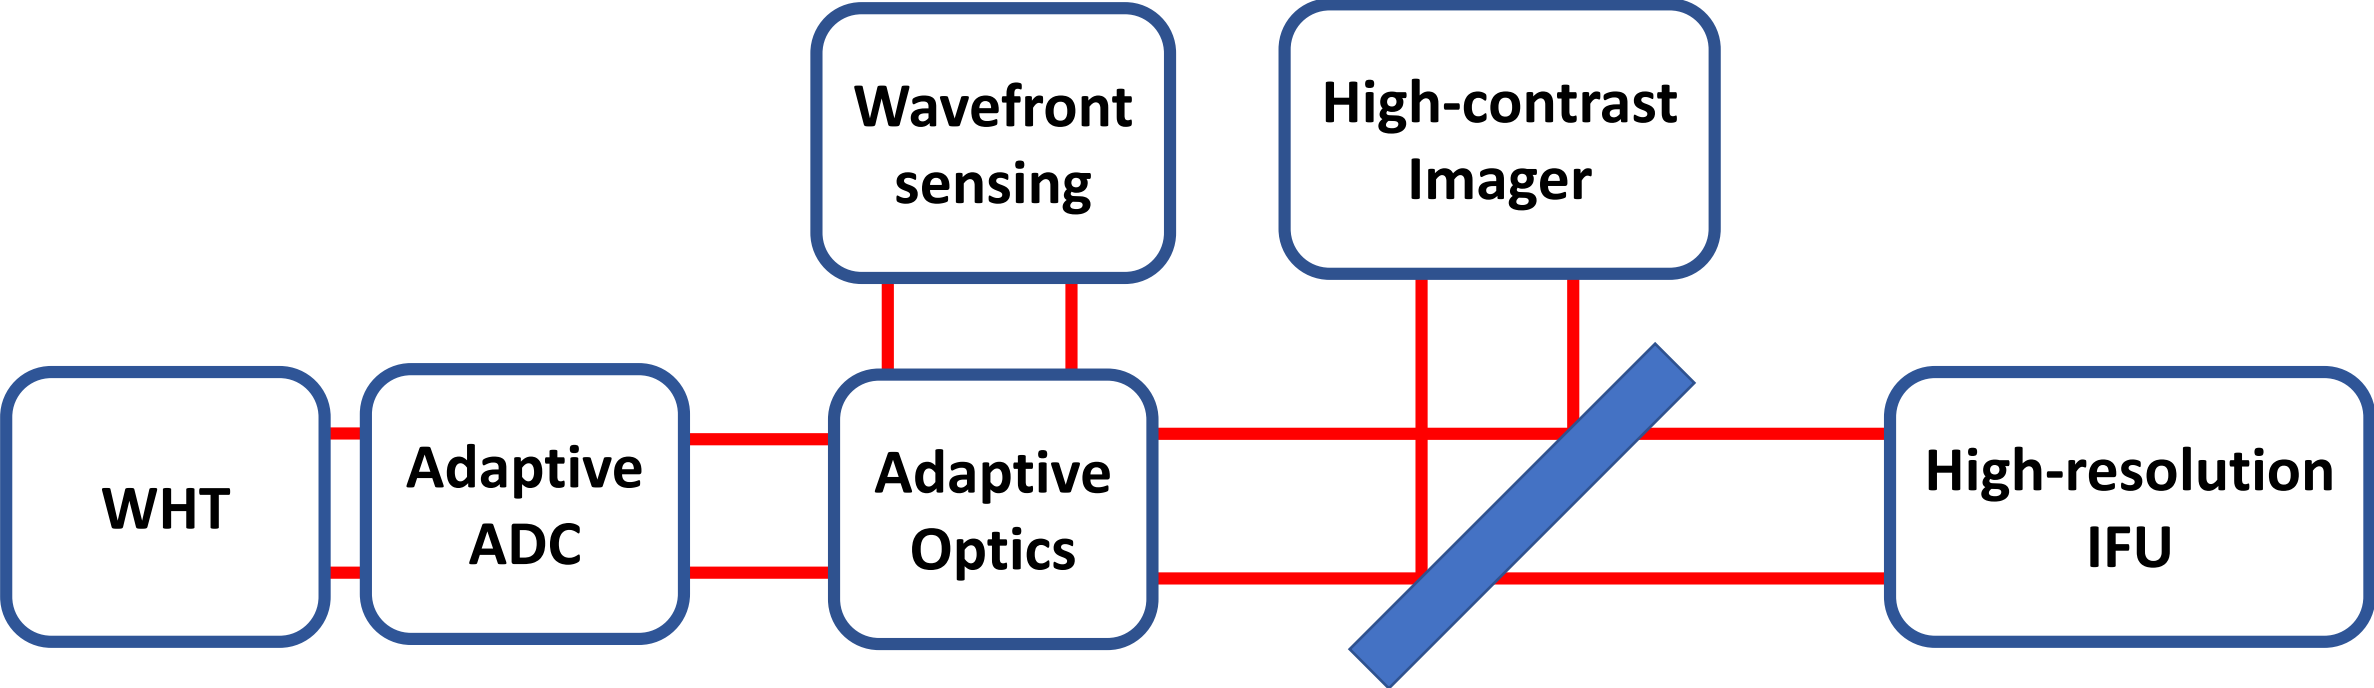 Wavefront
sensing
High-contrast
Imager
WHT
Adaptive
ADC
Adaptive
Optics
High-resolution
IFU